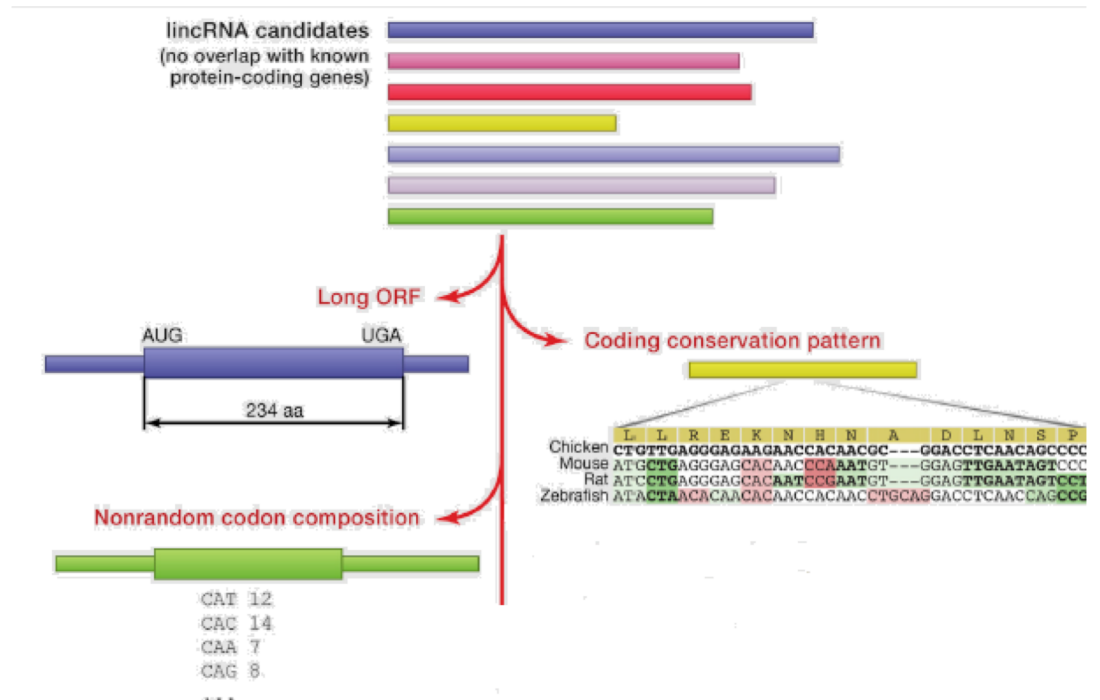 lincRNA candidates
(no overlap with known
protein-coding genes)
Long ORF
AUG UGA
234 aa
Coding conservation pattern
L L R E K N H N A D L N S P
Chicken CTGTTGAGGGAGAAGAACCACAACGC---GGACCTCAACAGCCCC
Mouse ATGCTGAGGGAGCACAACCCAAATGT---GGAGTTGAATAGTCCC
Rat ATCCTGAGGGAGCACAATCCGAATGT---GGAGTTGAATAGTCCT
Zebrafish ATACTAACACAACACAACCACAACCTGCAGGACCTCAACCAGCCG
Nonrandom codon composition
CAT 12
CAC 14
CAA 7
CAG 8